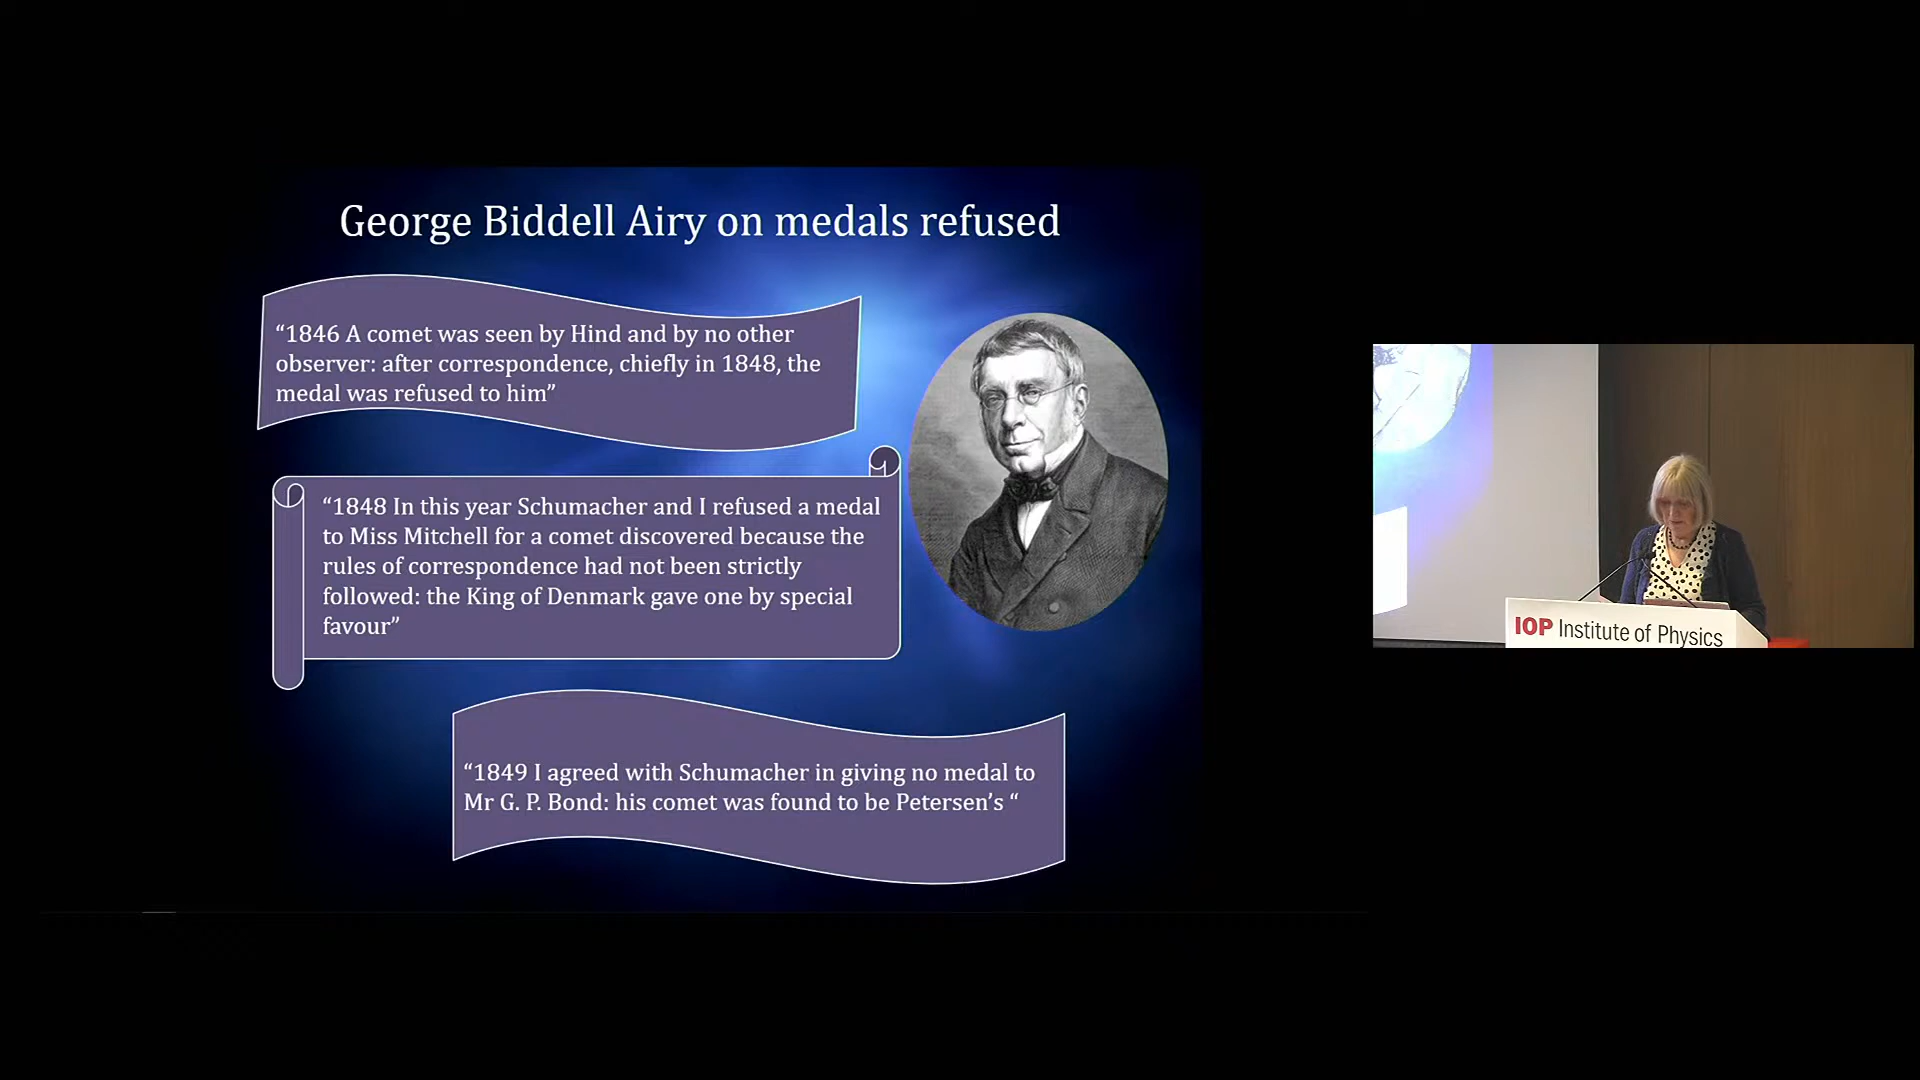 George Biddell Airy on medals refused
“1846 A comet was seen by Hind and by no other
observer: after correspondence, chiefly in 1848, the
medal was refused to him”
“1848 In this year Schumacher and I refused a medal
to Miss Mitchell for a comet discovered because the
rules of correspondence had not been strictly
followed: the King of Denmark gave one by special
favour”
“1849 I agreed with Schumacher in giving no medal to
Mr G. P. Bond: his comet was found to be Petersen’s “
IOP Institute of Physics